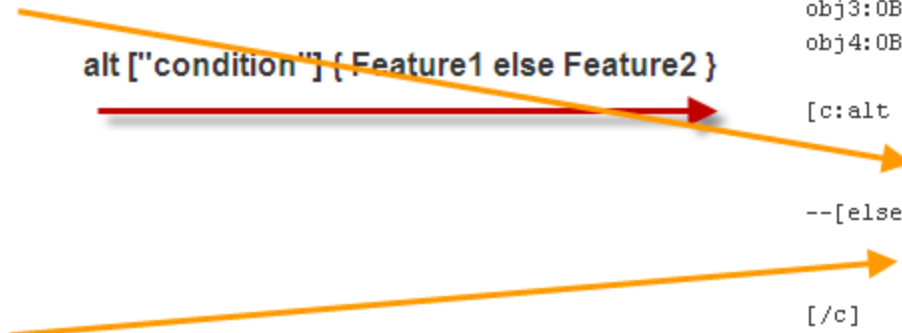 obj3:OB
obj4:OB
alt ["condition"] { Feature1 else Feature2 }
[c:alt
--[else
[/c]